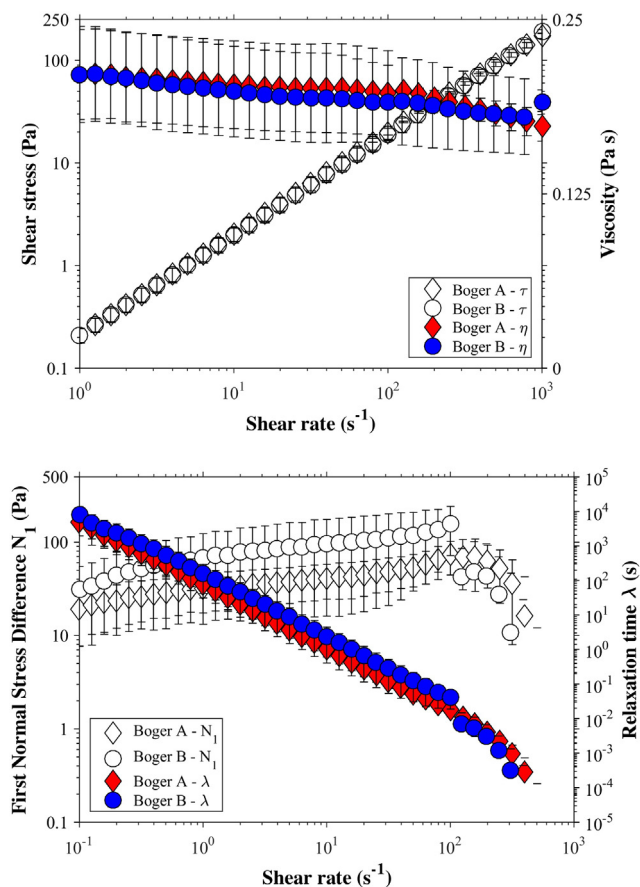 250
100
10
1
0.1
Shear stress (Pa)
0.25
0.125
0
Viscosity (Pa s)
Boger A - τ
Boger B - τ
Boger A - η
Boger B - η
10^0
10^1
10^2
10^3
Shear rate (s^-1)
500
100
10
1
0.1
First Normal Stress Difference N_1 (Pa)
10^5
10^4
10^3
10^2
10^1
10^0
10^-1
10^-2
10^-3
10^-4
10^-5
Relaxation time λ (s)
Boger A - N_1
Boger B - N_1
Boger A - λ
Boger B - λ
10^-1
10^0
10^1
10^2
10^3
Shear rate (s^-1)